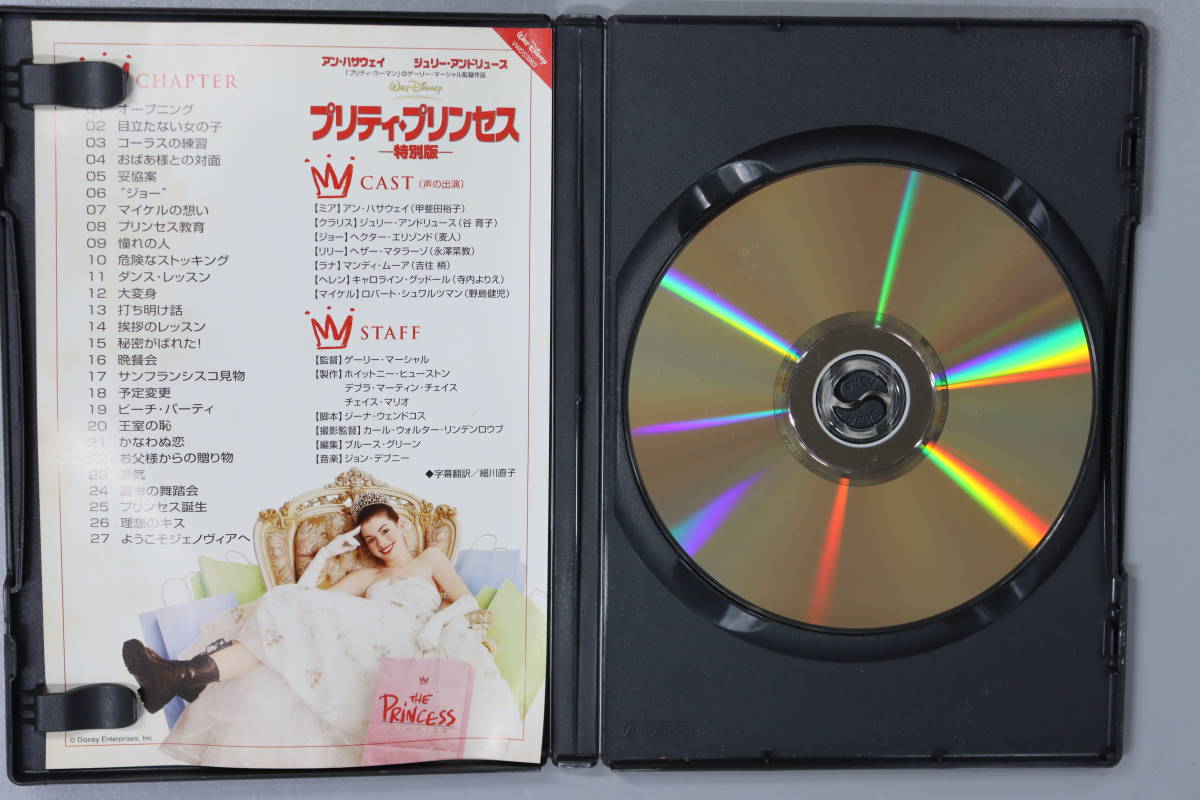 CHAPTER
01 オープニング
02 目立たない女の子
03 コーラスの練習
04 おばあ様との対面
05 妥協案
06 "ジョー"
07 マイケルの想い
08 プリンセス教育
09 憧れの人
10 危険なストッキング
11 ダンス・レッスン
12 大変身
13 打ち明け話
14 挨拶のレッスン
15 秘密がばれた!
16 晩餐会
17 サンフランシスコ見物
18 予定変更
19 ビーチ・パーティ
20 王室の恥
21 かなわぬ恋
22 お父様からの贈り物
23 勇気
24 運命の舞踏会
25 プリンセス誕生
26 理想のキス
27 ようこそジェノヴィアへ
© Disney Enterprises, Inc.
WALT DISNEY
アン・ハサウェイ ジュリー・アンドリュース
「プリティ・ウーマン」のゲーリー・マーシャル監督作品
WALT DISNEY
プリティ・プリンセス
―特別版―
CAST (声の出演)
【ミア】アン・ハサウェイ(甲斐田裕子)
【クラリス】ジュリー・アンドリュース(谷 育子)
【ジョー】ヘクター・エリゾンド(麦人)
【リリー】ヘザー・マタラーゾ(永澤菜教)
【ラナ】マンディ・ムーア(吉住 梢)
【ヘレン】キャロライン・グッドール(寺内よりえ)
【マイケル】ロバート・シュワルツマン(野島健児)
STAFF
【監督】ゲーリー・マーシャル
【製作】ホイットニー・ヒューストン
デブラ・マーティン・チェイス
チェイス・マリオ
【脚本】ジーナ・ウェンドコス
【撮影監督】カール・ウォルター・リンデンロウブ
【編集】ブルース・グリーン
【音楽】ジョン・デブニー
◆字幕翻訳/細川直子
THE
PRINCESS
PUSH